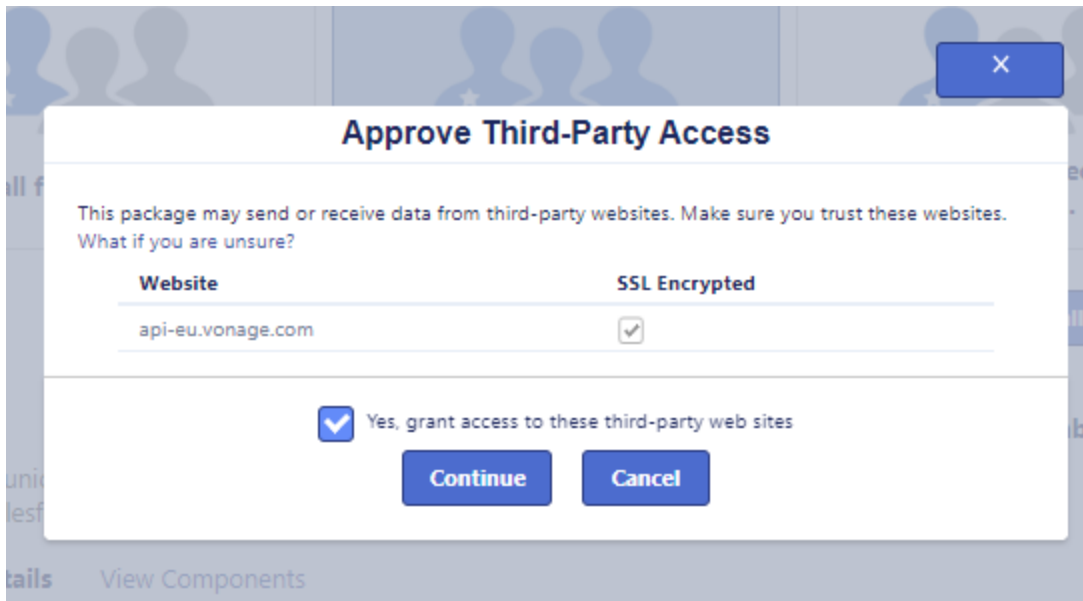 ×
Approve Third-Party Access
This package may send or receive data from third-party websites. Make sure you trust these websites.
What if you are unsure?
Website SSL Encrypted
api-eu.vonage.com
Yes, grant access to these third-party web sites
Continue Cancel
View Components